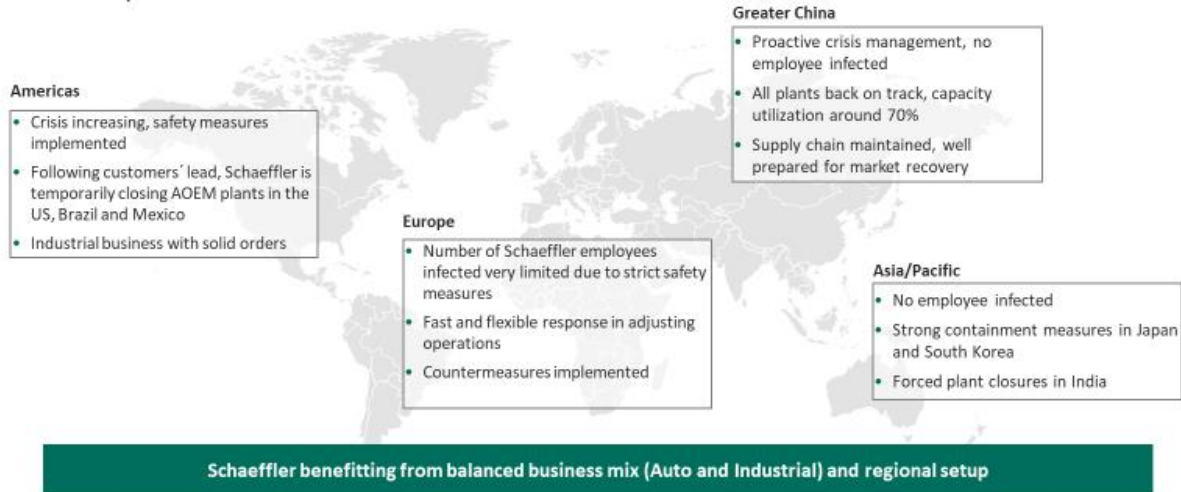 Greater China
• Proactive crisis management, no
employee infected
• All plants back on track, capacity
utilization around 70%
• Supply chain maintained, well
prepared for market recovery
Americas
• Crisis increasing, safety measures
implemented
• Following customers´ lead, Schaeffler is
temporarily closing AOEM plants in the
US, Brazil and Mexico
• Industrial business with solid orders
Europe
• Number of Schaeffler employees
infected very limited due to strict safety
measures
• Fast and flexible response in adjusting
operations
• Countermeasures implemented
Asia/Pacific
• No employee infected
• Strong containment measures in Japan
and South Korea
• Forced plant closures in India
Schaeffler benefitting from balanced business mix (Auto and Industrial) and regional setup